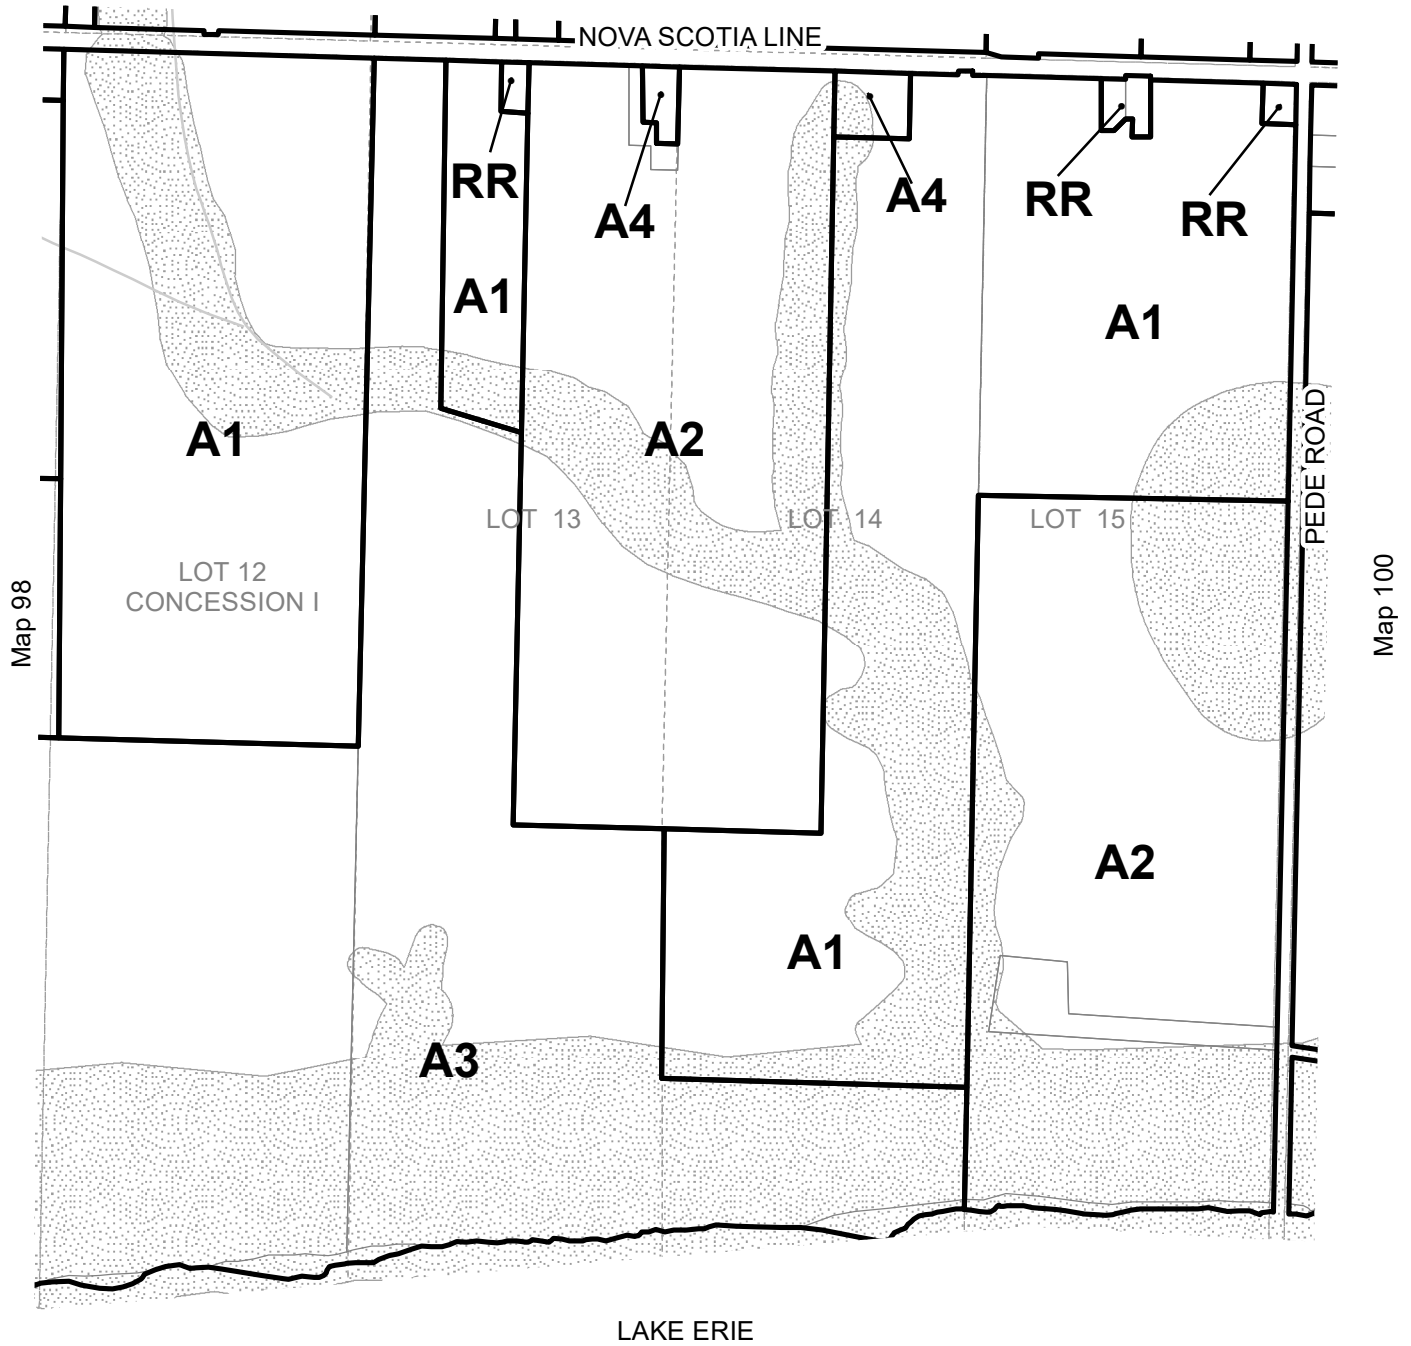 NOVA SCOTIA LINE
RR
A4
A4
RR
RR
A1
A1
A1
A2
PEDE ROAD
LOT 13
LOT 14
LOT 15
LOT 12
CONCESSION I
Map 98
Map 100
A2
A1
A3
LAKE ERIE